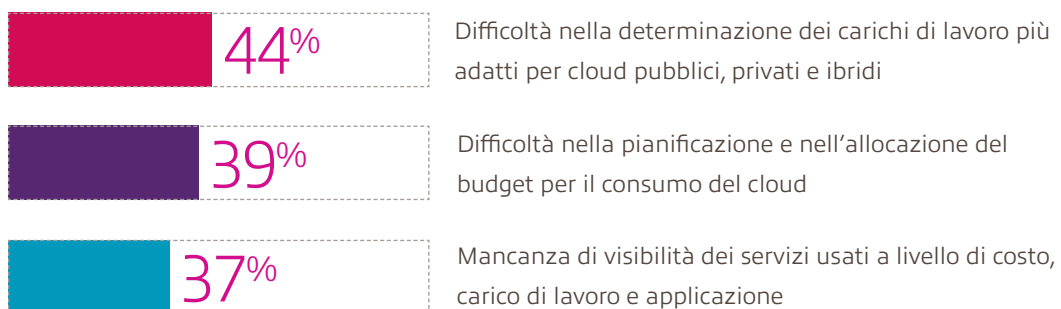 44%
Difficoltà nella determinazione dei carichi di lavoro più
adatti per cloud pubblici, privati e ibridi
39%
Difficoltà nella pianificazione e nell’allocazione del
budget per il consumo del cloud
37%
Mancanza di visibilità dei servizi usati a livello di costo,
carico di lavoro e applicazione